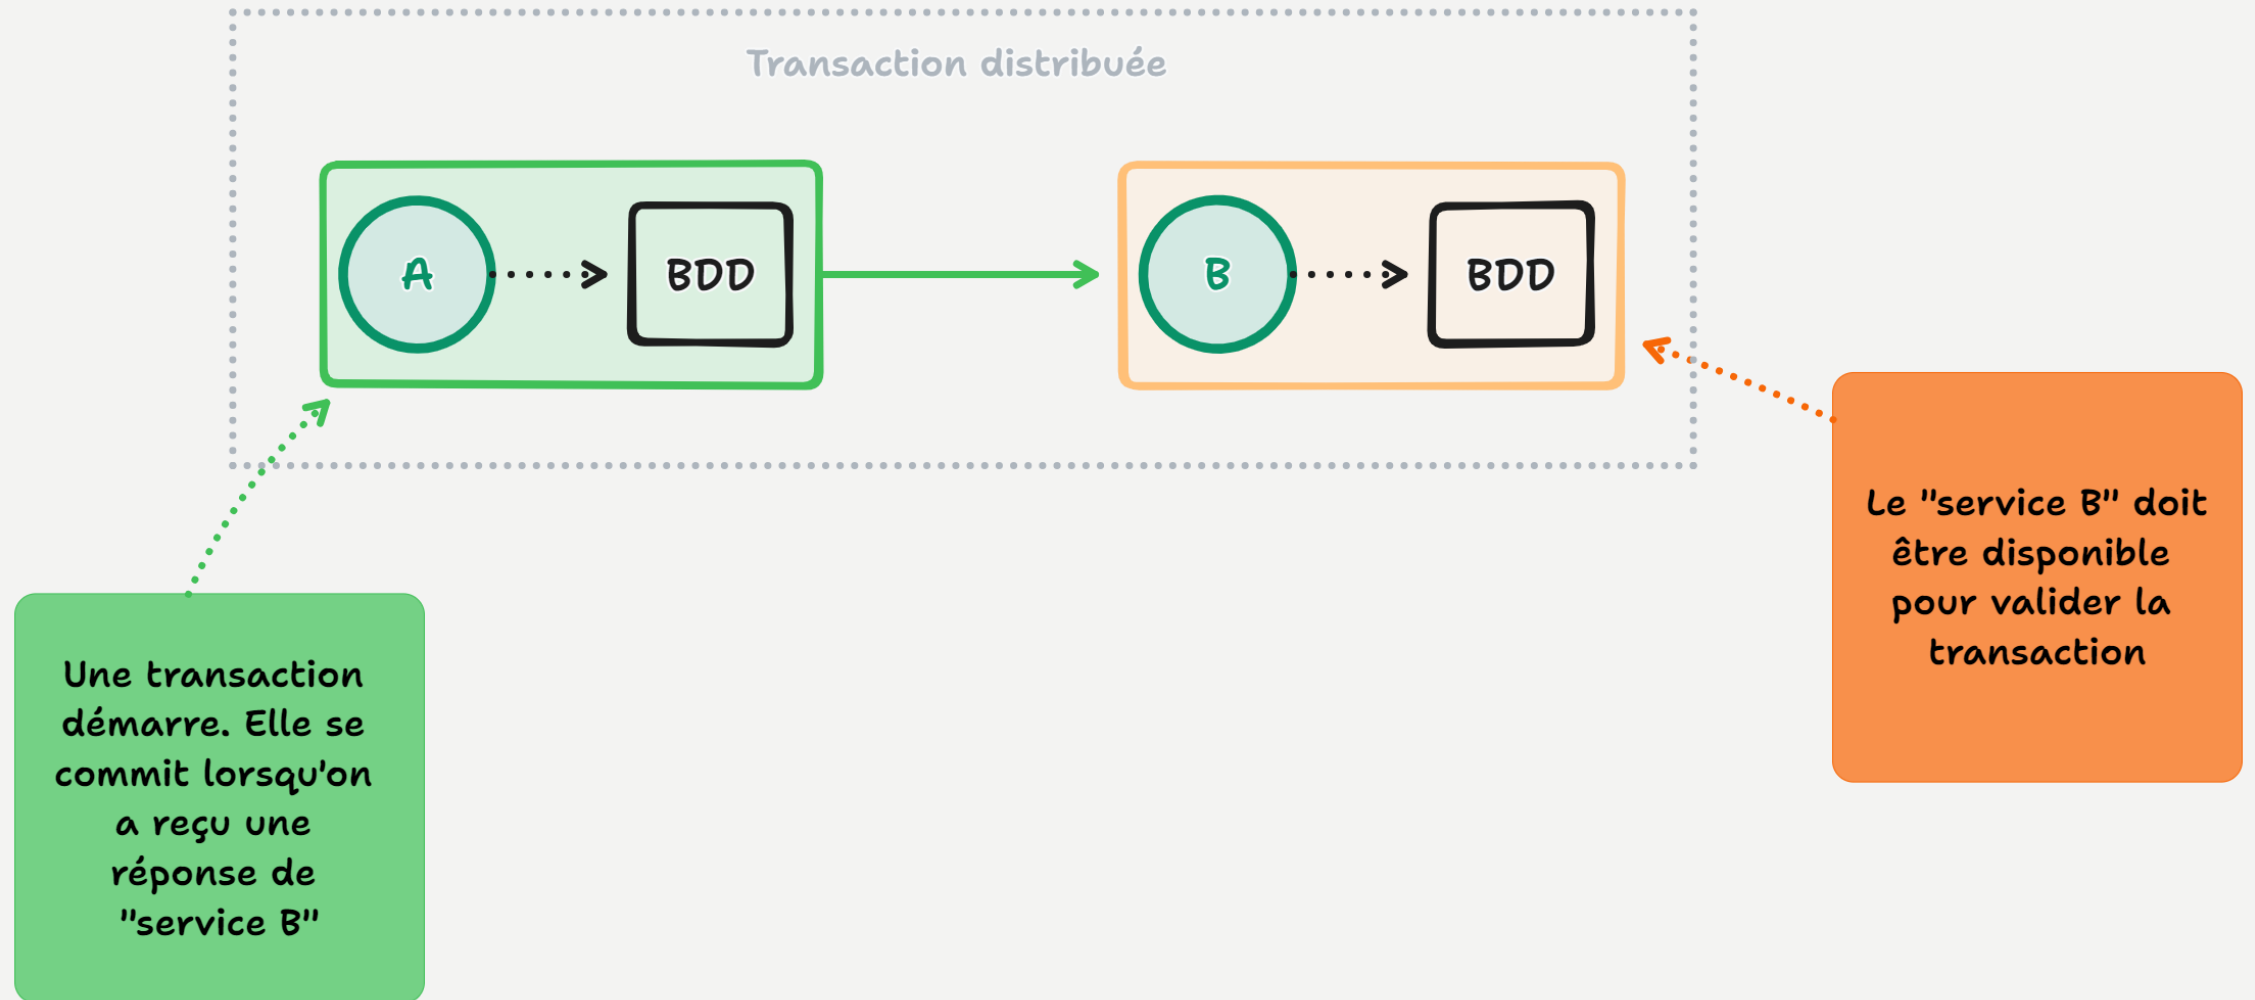 Transaction distribuée
A
BDD
B
BDD
Le "service B" doit
être disponible
pour valider la
transaction
Une transaction
démarre. Elle se
commit lorsqu'on
a reçu une
réponse de
"service B"